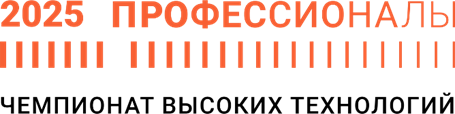 2025 ПРОФЕССИОНАЛЫ
ЧЕМПИОНАТ ВЫСОКИХ ТЕХНОЛОГИЙ